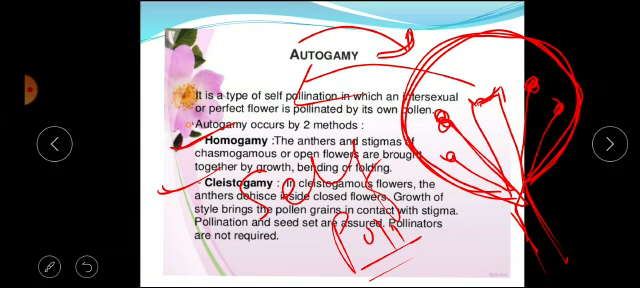 AUTOGAMY
It is a type of self pollination in which an intersexual
or perfect flower is pollinated by its own pollen.
Autogamy occurs by 2 methods :
Homogamy :The anthers and stigmas of
chasmogamous or open flowers are brought
together by growth, bending of folding.
Cleistogamy : In cleistogamous flowers, the
anthers dehisce inside closed flowers. Growth of
style brings the pollen grains in contact with stigma.
Pollination and seed set are assured. Pollinators
are not required.
Self
Poll